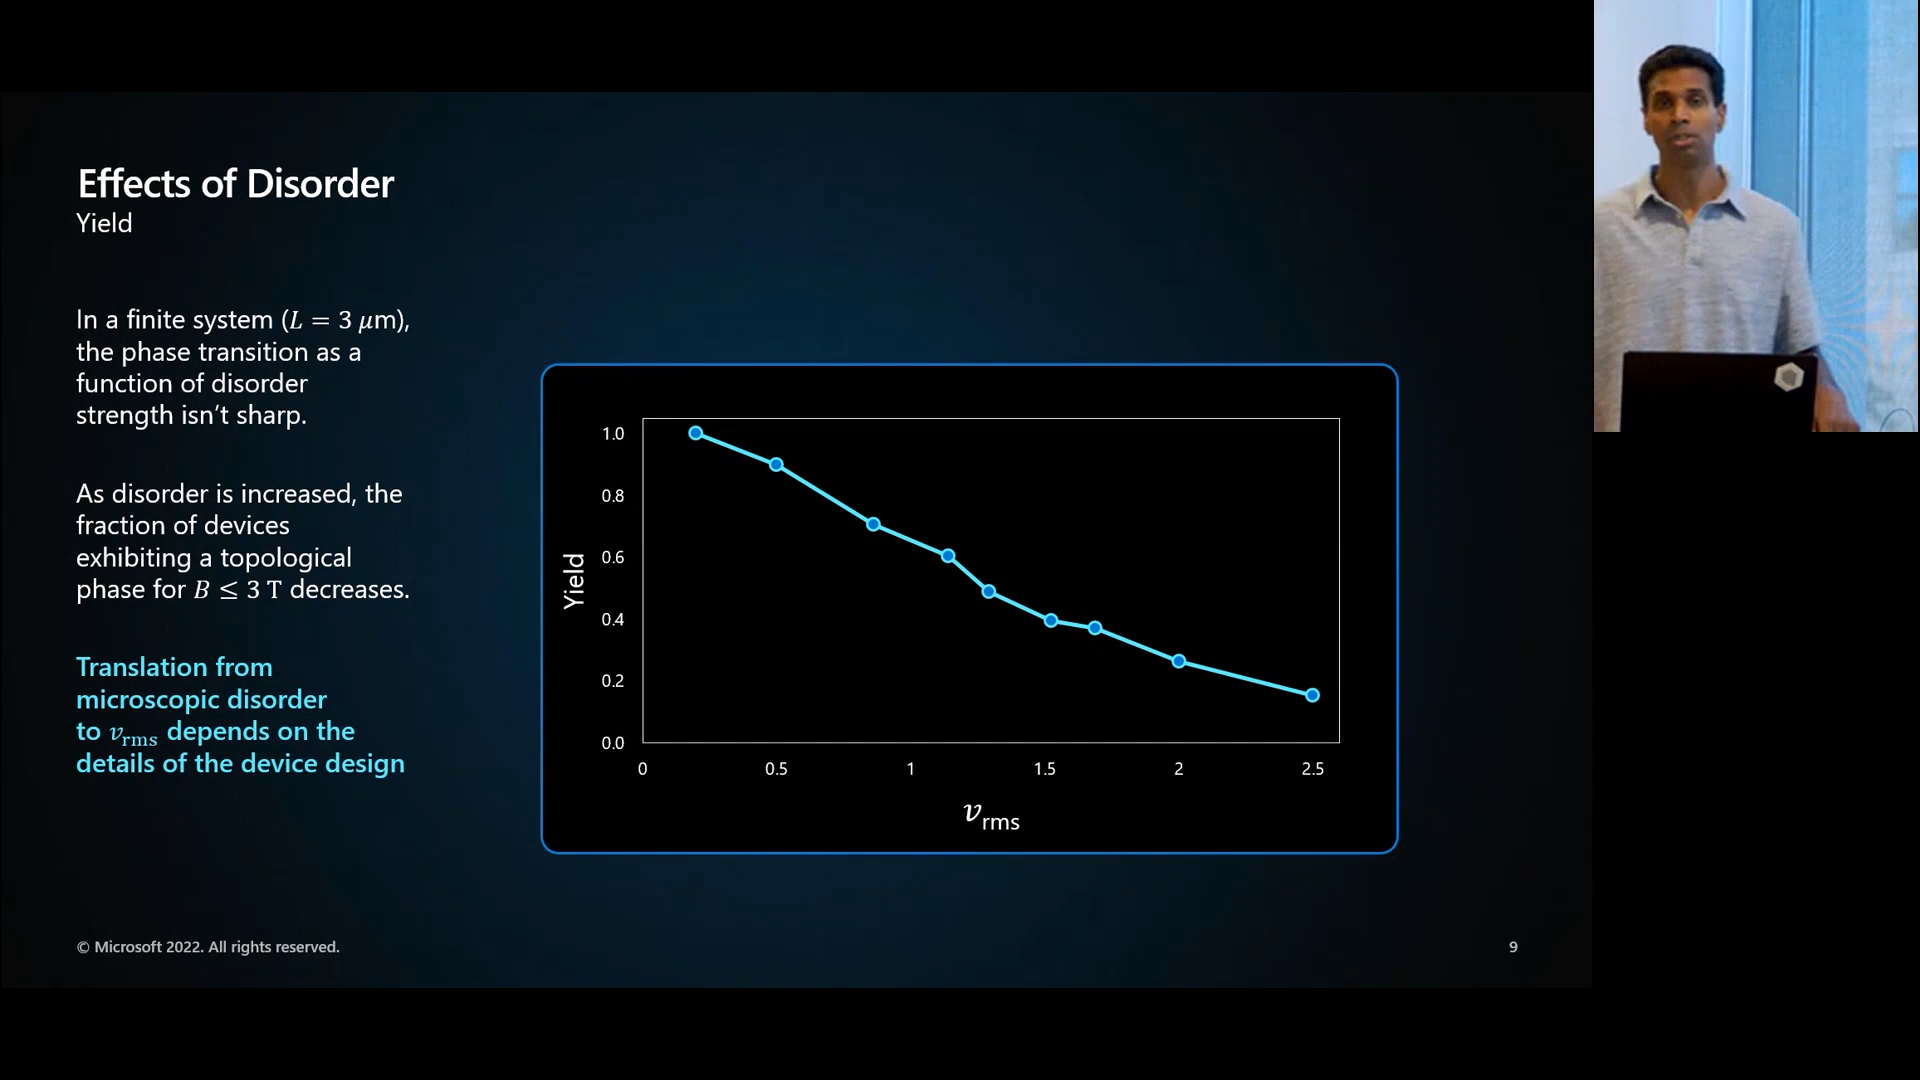 Effects of Disorder
Yield
In a finite system (L = 3 μm),
the phase transition as a
function of disorder
strength isn't sharp.
As disorder is increased, the
fraction of devices
exhibiting a topological
phase for B ≤ 3 T decreases.
Translation from
microscopic disorder
to v_rms depends on the
details of the device design
Yield
1.0
0.8
0.6
0.4
0.2
0.0
0 0.5 1 1.5 2 2.5
v_rms
© Microsoft 2022. All rights reserved.
9